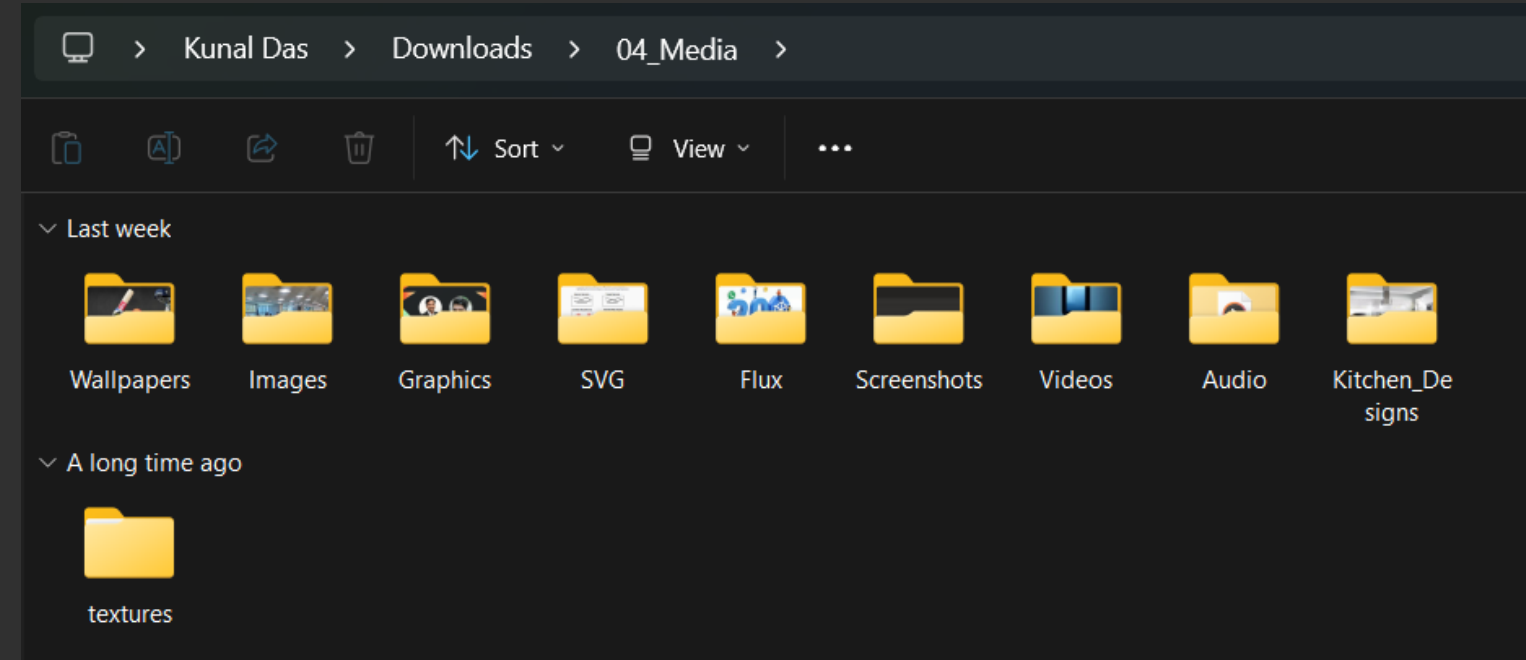 Kunal Das
Downloads
04_Media
Sort
View
Last week
Wallpapers
Images
Graphics
SVG
Flux
Screenshots
Videos
Audio
Kitchen_De
signs
A long time ago
textures